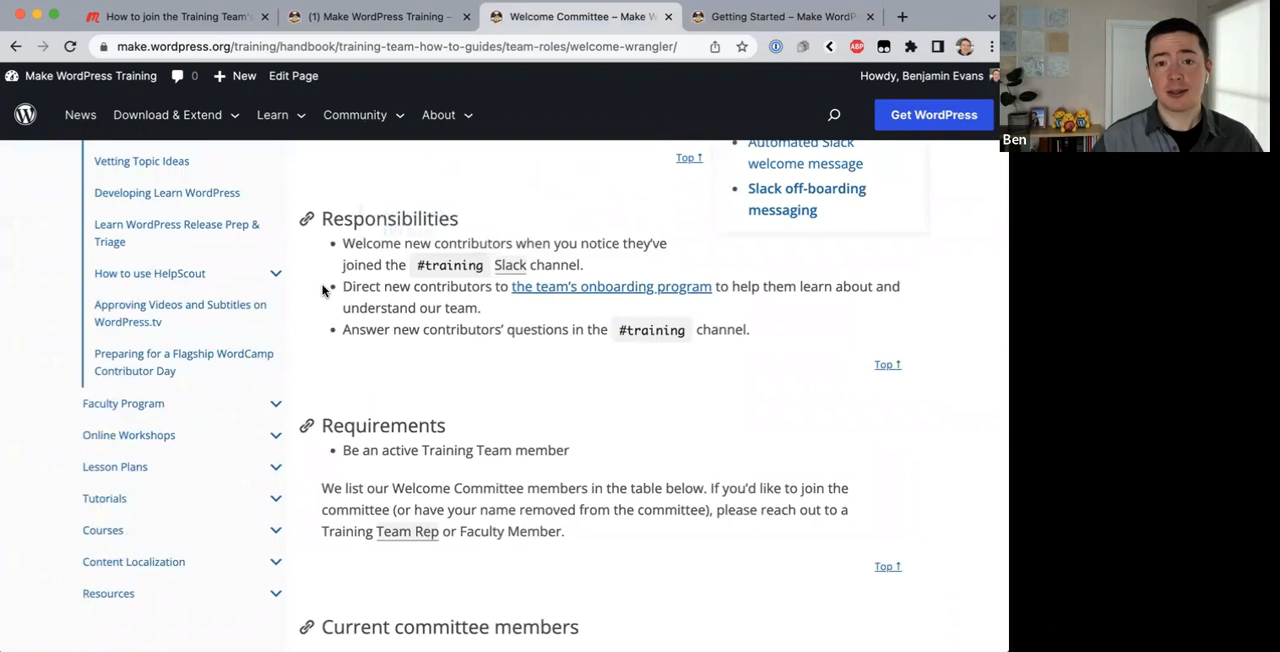 How to join the Training Team's
(1) Make WordPress Training –
Welcome Committee – Make W
Getting Started – Make WordP
make.wordpress.org/training/handbook/training-team-how-to-guides/team-roles/welcome-wrangler/
ABP
Make WordPress Training
0
New
Edit Page
Howdy, Benjamin Evans
News
Download & Extend
Learn
Community
About
Get WordPress
Ben
Vetting Topic Ideas
Developing Learn WordPress
Learn WordPress Release Prep &
Triage
How to use HelpScout
Approving Videos and Subtitles on
WordPress.tv
Preparing for a Flagship WordCamp
Contributor Day
Faculty Program
Online Workshops
Lesson Plans
Tutorials
Courses
Content Localization
Resources
Top ↑
Automated Slack
welcome message
Slack off-boarding
messaging
Responsibilities
• Welcome new contributors when you notice they've
joined the #training Slack channel.
• Direct new contributors to the team's onboarding program to help them learn about and
understand our team.
• Answer new contributors' questions in the #training channel.
Top ↑
Requirements
• Be an active Training Team member
We list our Welcome Committee members in the table below. If you'd like to join the
committee (or have your name removed from the committee), please reach out to a
Training Team Rep or Faculty Member.
Top ↑
Current committee members